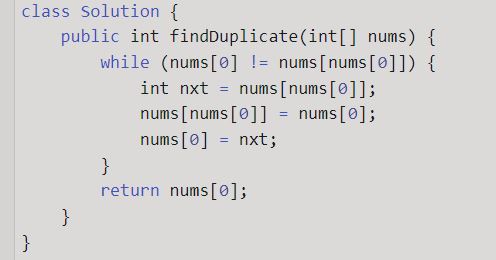 class Solution {
    public int findDuplicate(int[] nums) {
        while (nums[0] != nums[nums[0]]) {
            int nxt = nums[nums[0]];
            nums[nums[0]] = nums[0];
            nums[0] = nxt;
        }
        return nums[0];
    }
}